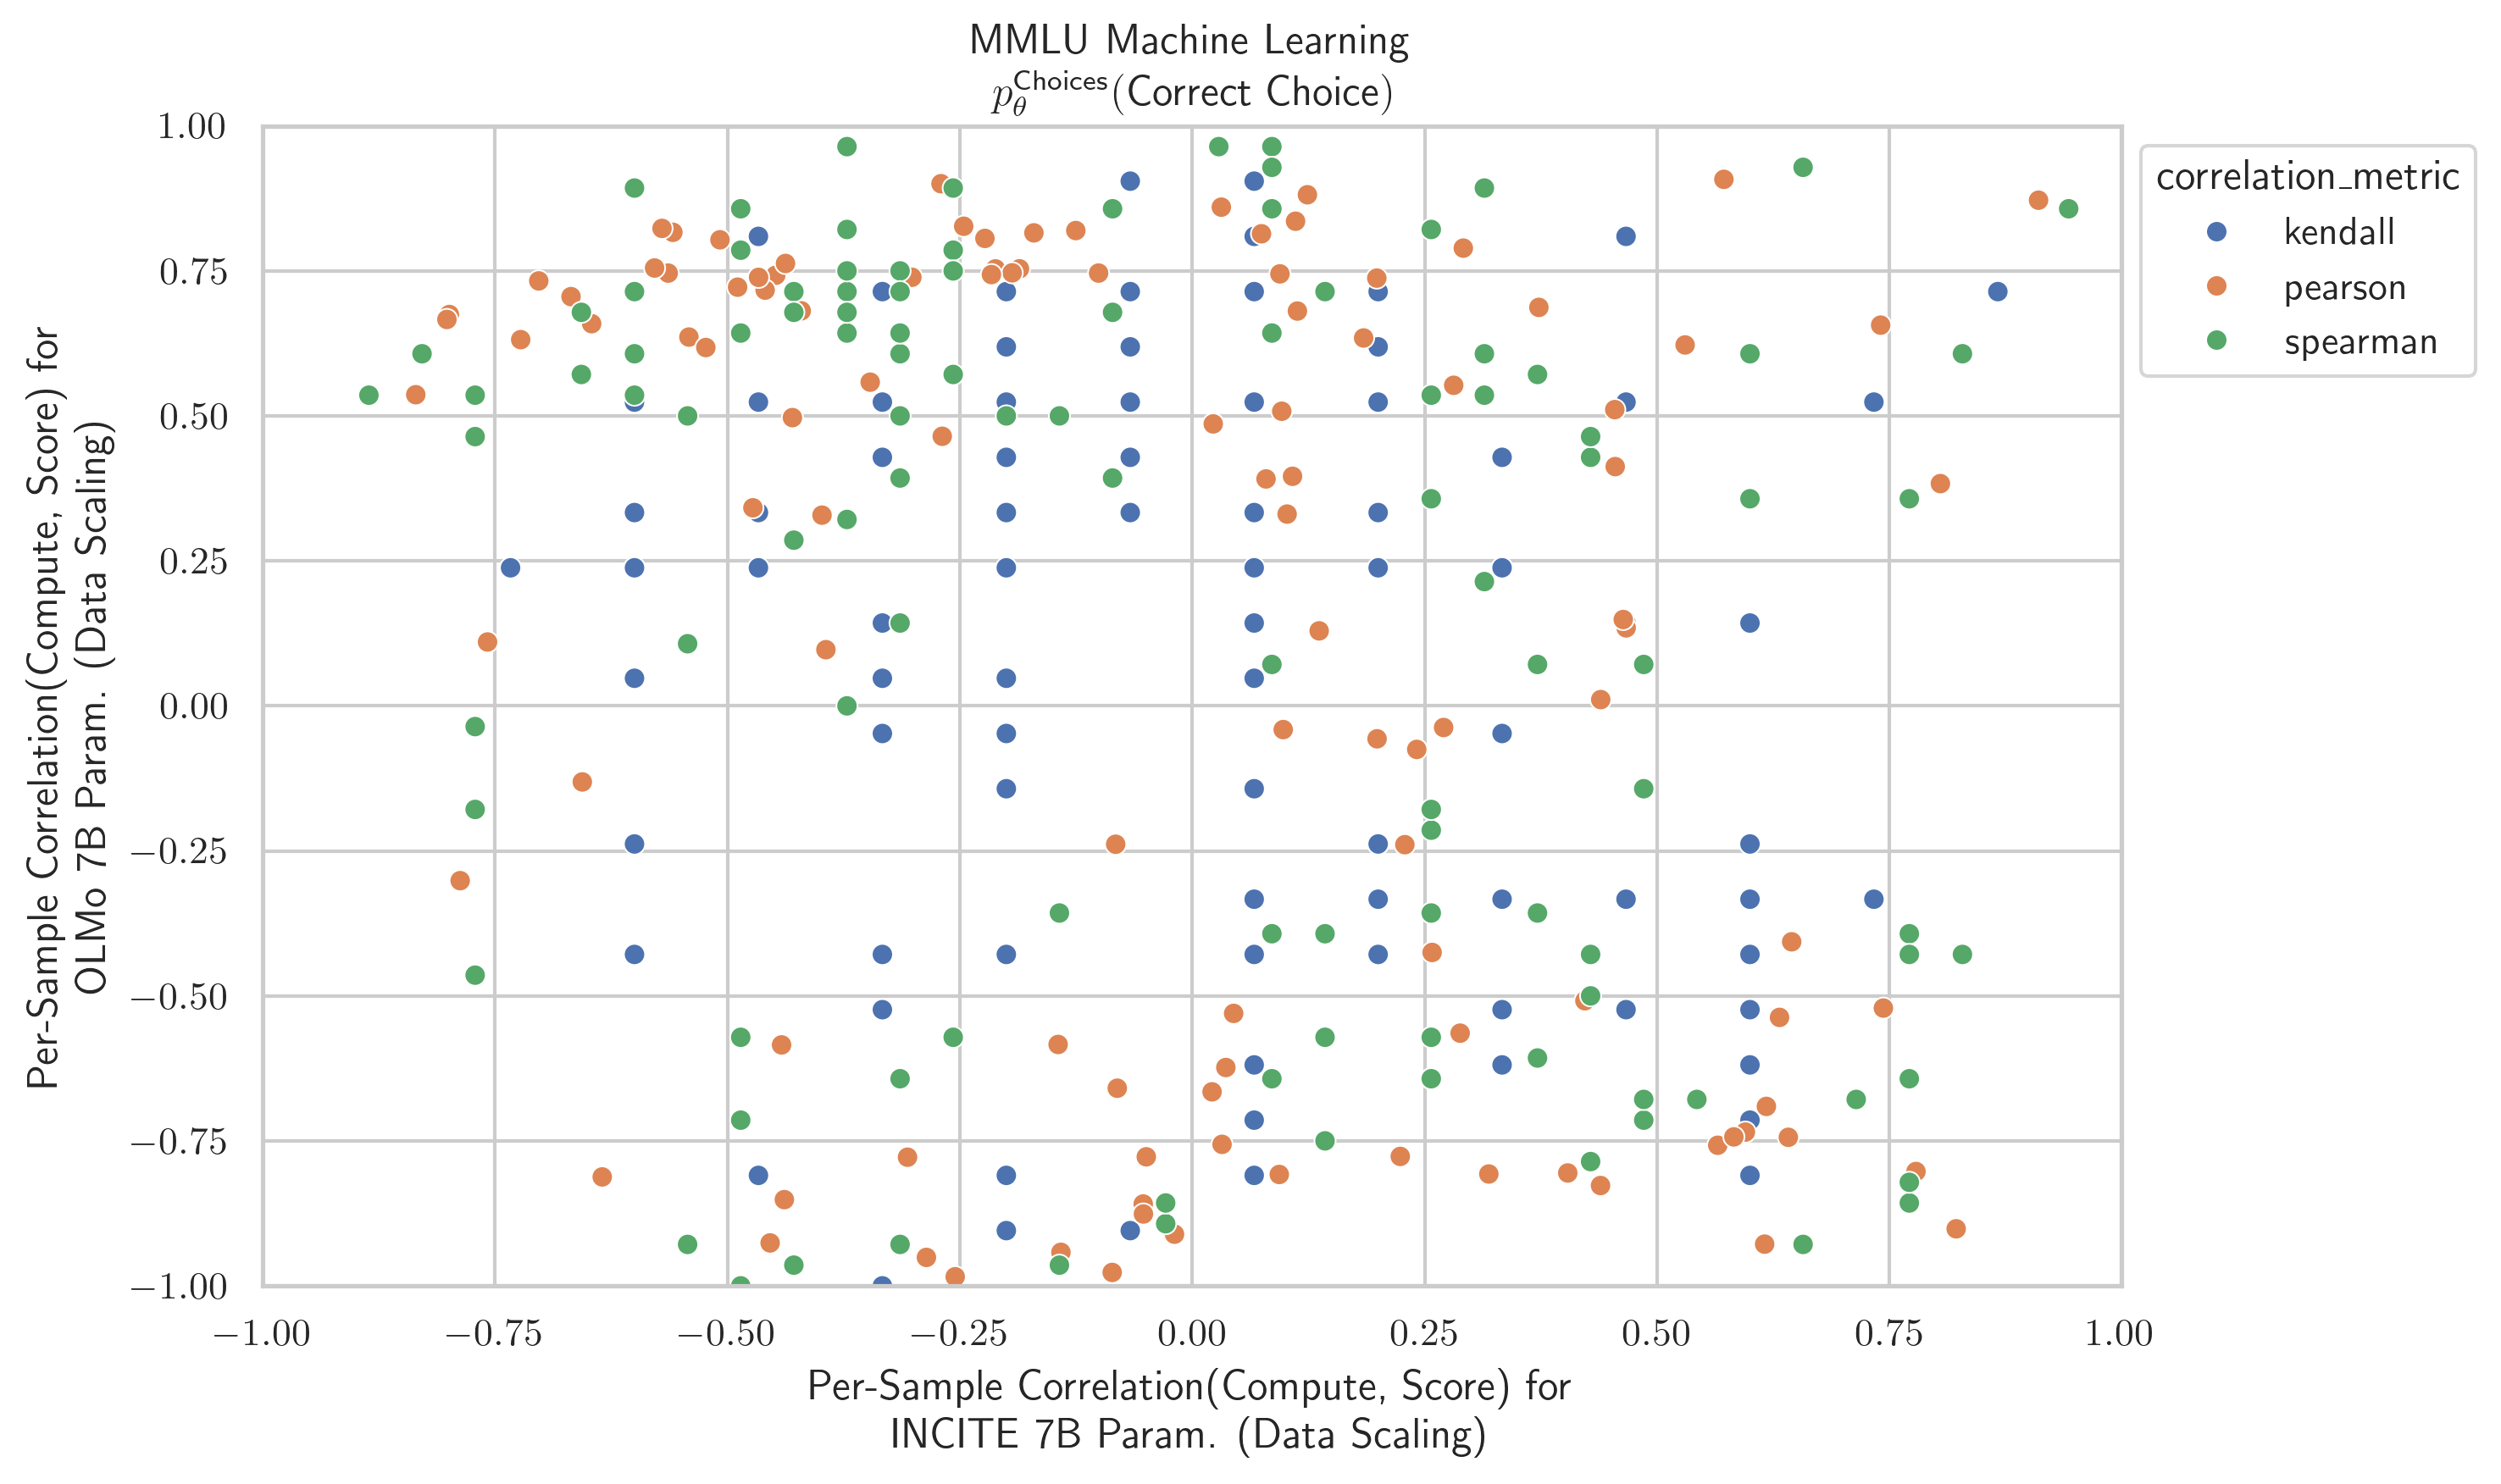 MMLU Machine Learning
p_θ^Choices(Correct Choice)
1.00
0.75
0.50
0.25
0.00
−0.25
−0.50
−0.75
−1.00
Per-Sample Correlation(Compute, Score) for
OLMo 7B Param. (Data Scaling)
−1.00
−0.75
−0.50
−0.25
0.00
0.25
0.50
0.75
1.00
Per-Sample Correlation(Compute, Score) for
INCITE 7B Param. (Data Scaling)
correlation_metric
kendall
pearson
spearman